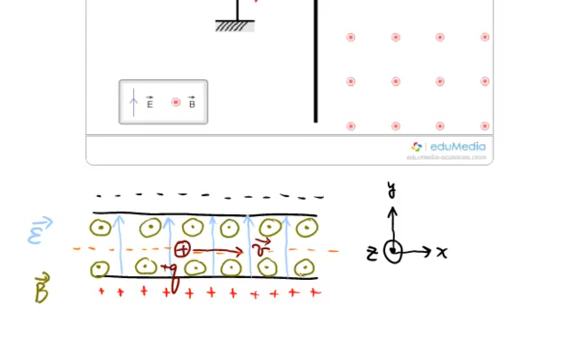 E B
eduMedia
- - - - - - - - - - -
y
E
+ v
z x
+q
B
+ + + + + + + + + + +